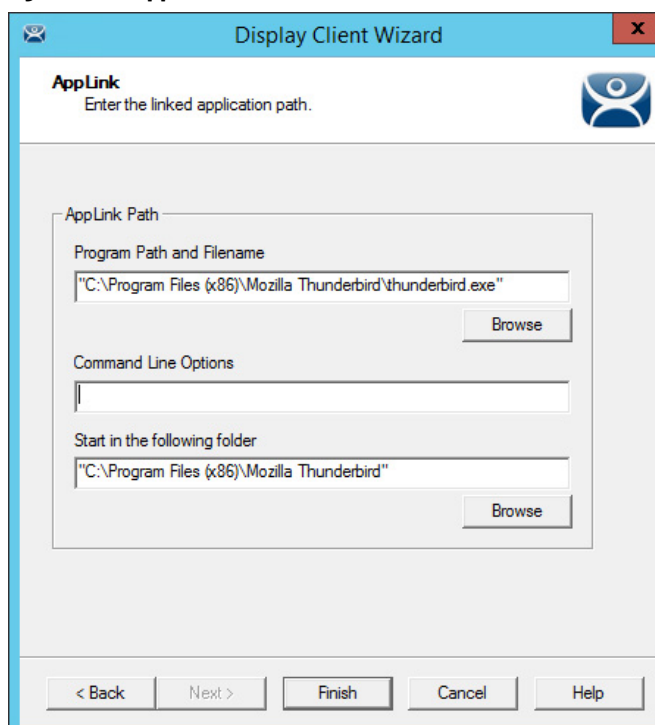 Display Client Wizard
x
AppLink
Enter the linked application path.
AppLink Path
Program Path and Filename
"C:\Program Files (x86)\Mozilla Thunderbird\thunderbird.exe"
Browse
Command Line Options
Start in the following folder
"C:\Program Files (x86)\Mozilla Thunderbird"
Browse
< Back Next > Finish Cancel Help